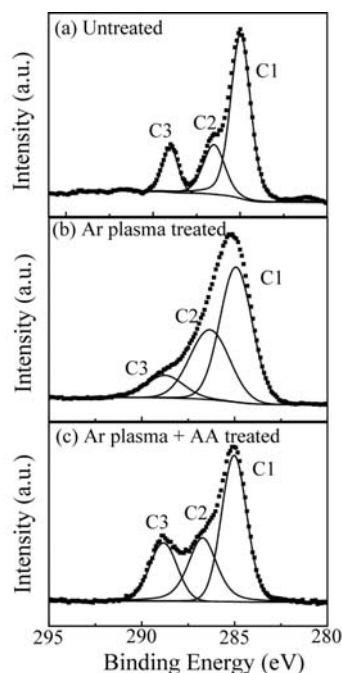 (a) Untreated
C1
C2
C3
Intensity (a.u.)
(b) Ar plasma treated
C1
C2
C3
Intensity (a.u.)
(c) Ar plasma + AA treated
C1
C2
C3
Intensity (a.u.)
295 290 285 280
Binding Energy (eV)